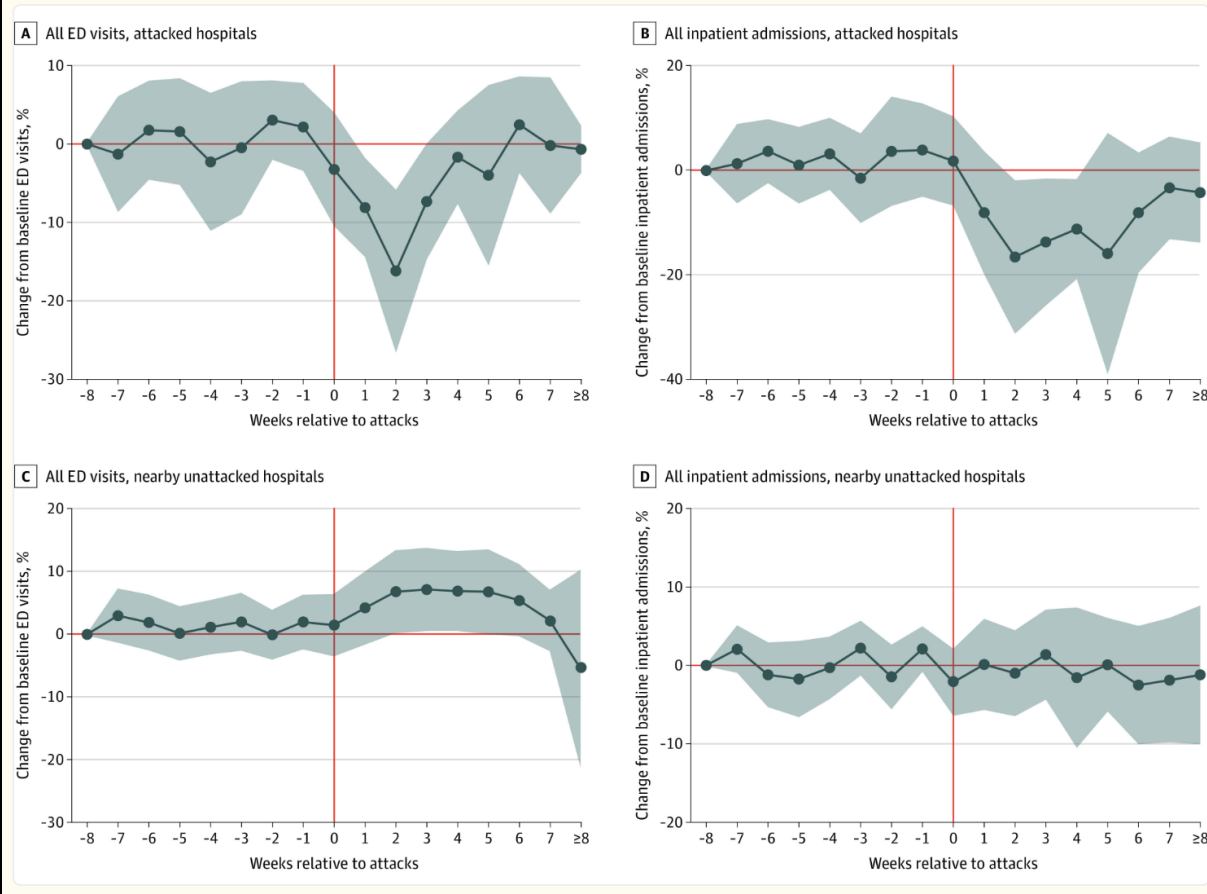 A All ED visits, attacked hospitals
Change from baseline ED visits, %
10
0
-10
-20
-30
-8 -7 -6 -5 -4 -3 -2 -1 0 1 2 3 4 5 6 7 ≥8
Weeks relative to attacks
B All inpatient admissions, attacked hospitals
Change from baseline inpatient admissions, %
20
0
-20
-40
-8 -7 -6 -5 -4 -3 -2 -1 0 1 2 3 4 5 6 7 ≥8
Weeks relative to attacks
C All ED visits, nearby unattacked hospitals
Change from baseline ED visits, %
20
10
0
-10
-20
-30
-8 -7 -6 -5 -4 -3 -2 -1 0 1 2 3 4 5 6 7 ≥8
Weeks relative to attacks
D All inpatient admissions, nearby unattacked hospitals
Change from baseline inpatient admissions, %
20
10
0
-10
-20
-8 -7 -6 -5 -4 -3 -2 -1 0 1 2 3 4 5 6 7 ≥8
Weeks relative to attacks